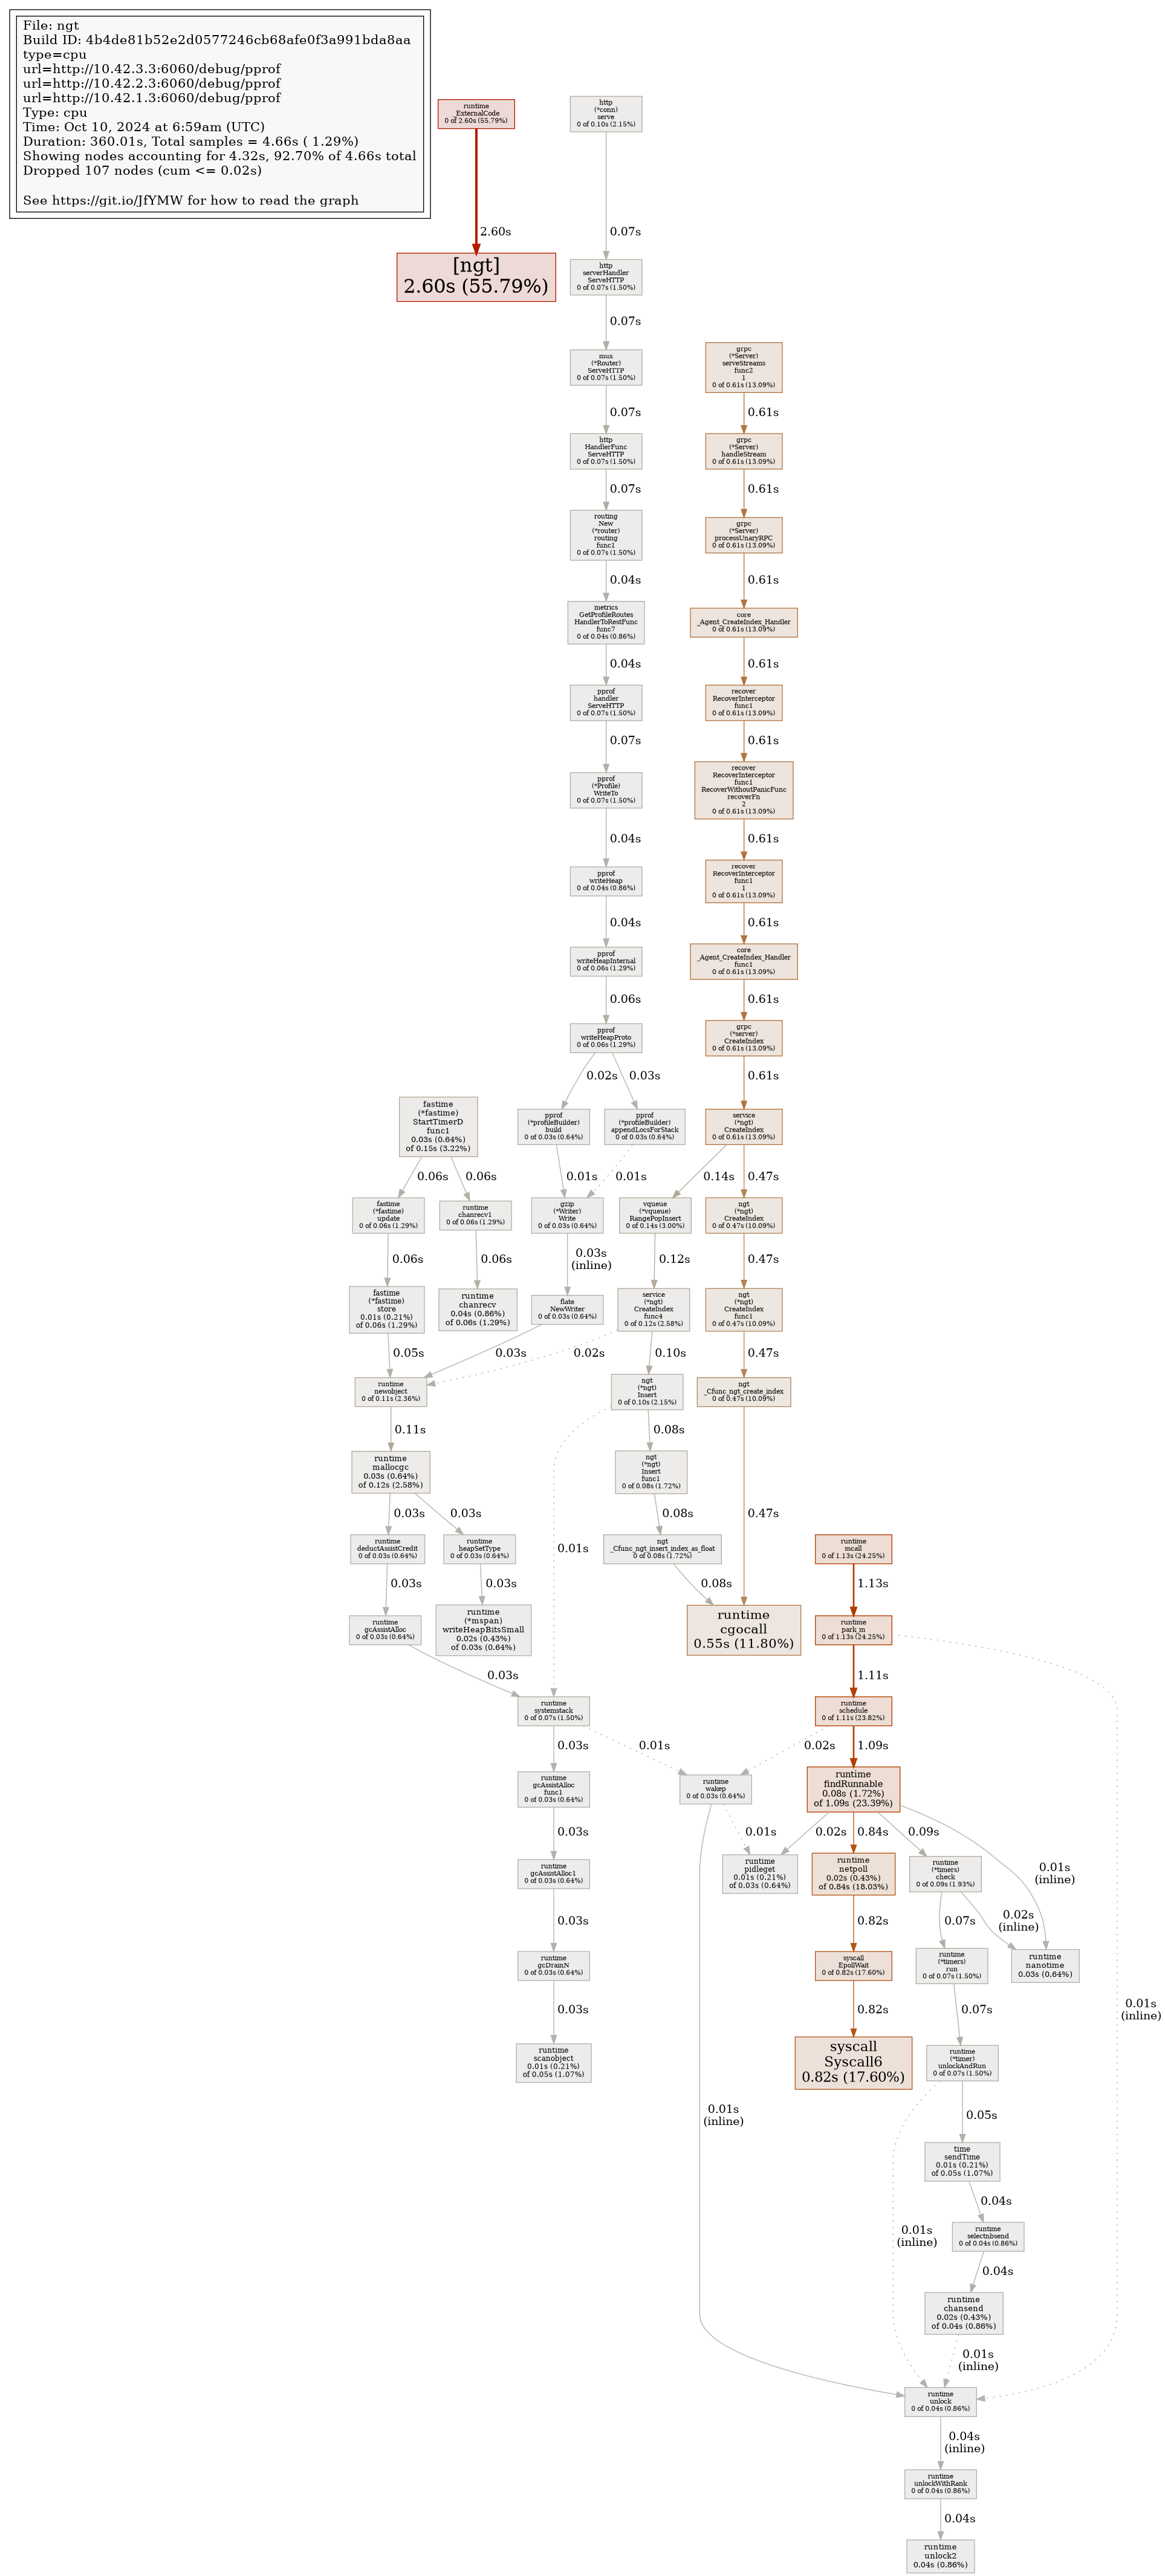 File: ngt
Build ID: 4b4de81b52e2d0577246cb68afe0f3a991bda8aa
type=cpu
url=http://10.42.3.3:6060/debug/pprof
url=http://10.42.2.3:6060/debug/pprof
url=http://10.42.1.3:6060/debug/pprof
Type: cpu
Time: Oct 10, 2024 at 6:59am (UTC)
Duration: 360.01s, Total samples = 4.66s ( 1.29%)
Showing nodes accounting for 4.32s, 92.70% of 4.66s total
Dropped 107 nodes (cum <= 0.02s)
See https://git.io/JfYMW for how to read the graph
runtime
_ExternalCode
0 of 2.60s (55.79%)
2.60s
[ngt]
2.60s (55.79%)
http
(*conn)
serve
0 of 0.10s (2.15%)
0.07s
http
serverHandler
ServeHTTP
0 of 0.07s (1.50%)
0.07s
mux
(*Router)
ServeHTTP
0 of 0.07s (1.50%)
0.07s
http
HandlerFunc
ServeHTTP
0 of 0.07s (1.50%)
0.07s
routing
New
(*router)
routing
func1
0 of 0.07s (1.50%)
0.04s
metrics
GetProfileRoutes
HandlerToRestFunc
func7
0 of 0.04s (0.86%)
0.04s
pprof
handler
ServeHTTP
0 of 0.07s (1.50%)
0.07s
pprof
(*Profile)
WriteTo
0 of 0.07s (1.50%)
0.04s
pprof
writeHeap
0 of 0.04s (0.86%)
0.04s
pprof
writeHeapInternal
0 of 0.06s (1.29%)
0.06s
pprof
writeHeapProto
0 of 0.06s (1.29%)
0.02s
0.03s
pprof
(*profileBuilder)
build
0 of 0.03s (0.64%)
pprof
(*profileBuilder)
appendLocsForStack
0 of 0.03s (0.64%)
0.01s
0.01s
gzip
(*Writer)
Write
0 of 0.03s (0.64%)
0.03s
(inline)
flate
NewWriter
0 of 0.03s (0.64%)
0.03s
grpc
(*Server)
serveStreams
func2
1
0 of 0.61s (13.09%)
0.61s
grpc
(*Server)
handleStream
0 of 0.61s (13.09%)
0.61s
grpc
(*Server)
processUnaryRPC
0 of 0.61s (13.09%)
0.61s
core
_Agent_CreateIndex_Handler
0 of 0.61s (13.09%)
0.61s
recover
RecoverInterceptor
func1
0 of 0.61s (13.09%)
0.61s
recover
RecoverInterceptor
func1
RecoverWithoutPanicFunc
recoverFn
2
0 of 0.61s (13.09%)
0.61s
recover
RecoverInterceptor
func1
1
0 of 0.61s (13.09%)
0.61s
core
_Agent_CreateIndex_Handler
func1
0 of 0.61s (13.09%)
0.61s
grpc
(*server)
CreateIndex
0 of 0.61s (13.09%)
0.61s
service
(*ngt)
CreateIndex
0 of 0.61s (13.09%)
0.14s
0.47s
vqueue
(*vqueue)
RangePopInsert
0 of 0.14s (3.00%)
0.12s
service
(*ngt)
CreateIndex
func4
0 of 0.12s (2.58%)
0.02s
0.10s
ngt
(*ngt)
Insert
0 of 0.10s (2.15%)
0.01s
0.08s
ngt
(*ngt)
Insert
func1
0 of 0.08s (1.72%)
0.08s
ngt
_Cfunc_ngt_insert_index_as_float
0 of 0.08s (1.72%)
0.08s
ngt
(*ngt)
CreateIndex
0 of 0.47s (10.09%)
0.47s
ngt
(*ngt)
CreateIndex
func1
0 of 0.47s (10.09%)
0.47s
ngt
_Cfunc_ngt_create_index
0 of 0.47s (10.09%)
0.47s
runtime
cgocall
0.55s (11.80%)
fastime
(*fastime)
StartTimerD
func1
0.03s (0.64%)
of 0.15s (3.22%)
0.06s
0.06s
fastime
(*fastime)
update
0 of 0.06s (1.29%)
0.06s
fastime
(*fastime)
store
0.01s (0.21%)
of 0.06s (1.29%)
0.05s
runtime
chanrecv1
0 of 0.06s (1.29%)
0.06s
runtime
chanrecv
0.04s (0.86%)
of 0.06s (1.29%)
runtime
newobject
0 of 0.11s (2.36%)
0.11s
runtime
mallocgc
0.03s (0.64%)
of 0.12s (2.58%)
0.03s
0.03s
runtime
deductAssistCredit
0 of 0.03s (0.64%)
0.03s
runtime
gcAssistAlloc
0 of 0.03s (0.64%)
0.03s
runtime
heapSetType
0 of 0.03s (0.64%)
0.03s
runtime
(*mspan)
writeHeapBitsSmall
0.02s (0.43%)
of 0.03s (0.64%)
runtime
systemstack
0 of 0.07s (1.50%)
0.03s
0.01s
runtime
gcAssistAlloc
func1
0 of 0.03s (0.64%)
0.03s
runtime
gcAssistAlloc1
0 of 0.03s (0.64%)
0.03s
runtime
gcDrainN
0 of 0.03s (0.64%)
0.03s
runtime
scanobject
0.01s (0.21%)
of 0.05s (1.07%)
runtime
mcall
0 of 1.13s (24.25%)
1.13s
runtime
park_m
0 of 1.13s (24.25%)
1.11s
0.01s
(inline)
runtime
schedule
0 of 1.11s (23.82%)
0.02s
1.09s
runtime
wakep
0 of 0.03s (0.64%)
0.01s
0.01s
(inline)
runtime
findRunnable
0.08s (1.72%)
of 1.09s (23.39%)
0.02s
0.84s
0.09s
0.01s
(inline)
runtime
pidleget
0.01s (0.21%)
of 0.03s (0.64%)
runtime
netpoll
0.02s (0.43%)
of 0.84s (18.03%)
0.82s
syscall
EpollWait
0 of 0.82s (17.60%)
0.82s
syscall
Syscall6
0.82s (17.60%)
runtime
(*timers)
check
0 of 0.09s (1.93%)
0.07s
0.02s
(inline)
runtime
nanotime
0.03s (0.64%)
runtime
(*timers)
run
0 of 0.07s (1.50%)
0.07s
runtime
(*timer)
unlockAndRun
0 of 0.07s (1.50%)
0.01s
(inline)
0.05s
time
sendTime
0.01s (0.21%)
of 0.05s (1.07%)
0.04s
runtime
selectnbsend
0 of 0.04s (0.86%)
0.04s
runtime
chansend
0.02s (0.43%)
of 0.04s (0.86%)
0.01s
(inline)
runtime
unlock
0 of 0.04s (0.86%)
0.04s
(inline)
runtime
unlockWithRank
0 of 0.04s (0.86%)
0.04s
runtime
unlock2
0.04s (0.86%)